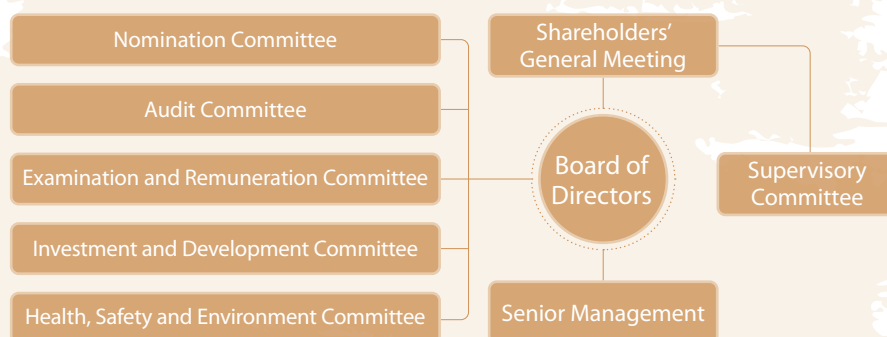 Nomination Committee
Audit Committee
Examination and Remuneration Committee
Investment and Development Committee
Health, Safety and Environment Committee
Shareholders’
General Meeting
Board of
Directors
Senior Management
Supervisory
Committee